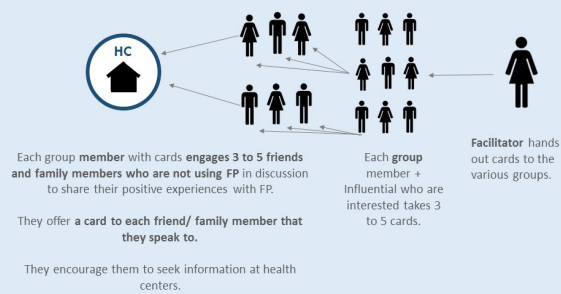 HC
Each group member with cards engages 3 to 5 friends
and family members who are not using FP in discussion
to share their positive experiences with FP.
They offer a card to each friend/ family member that
they speak to.
They encourage them to seek information at health
centers.
Each group
member +
Influential who are
interested takes 3
to 5 cards.
Facilitator hands
out cards to the
various groups.